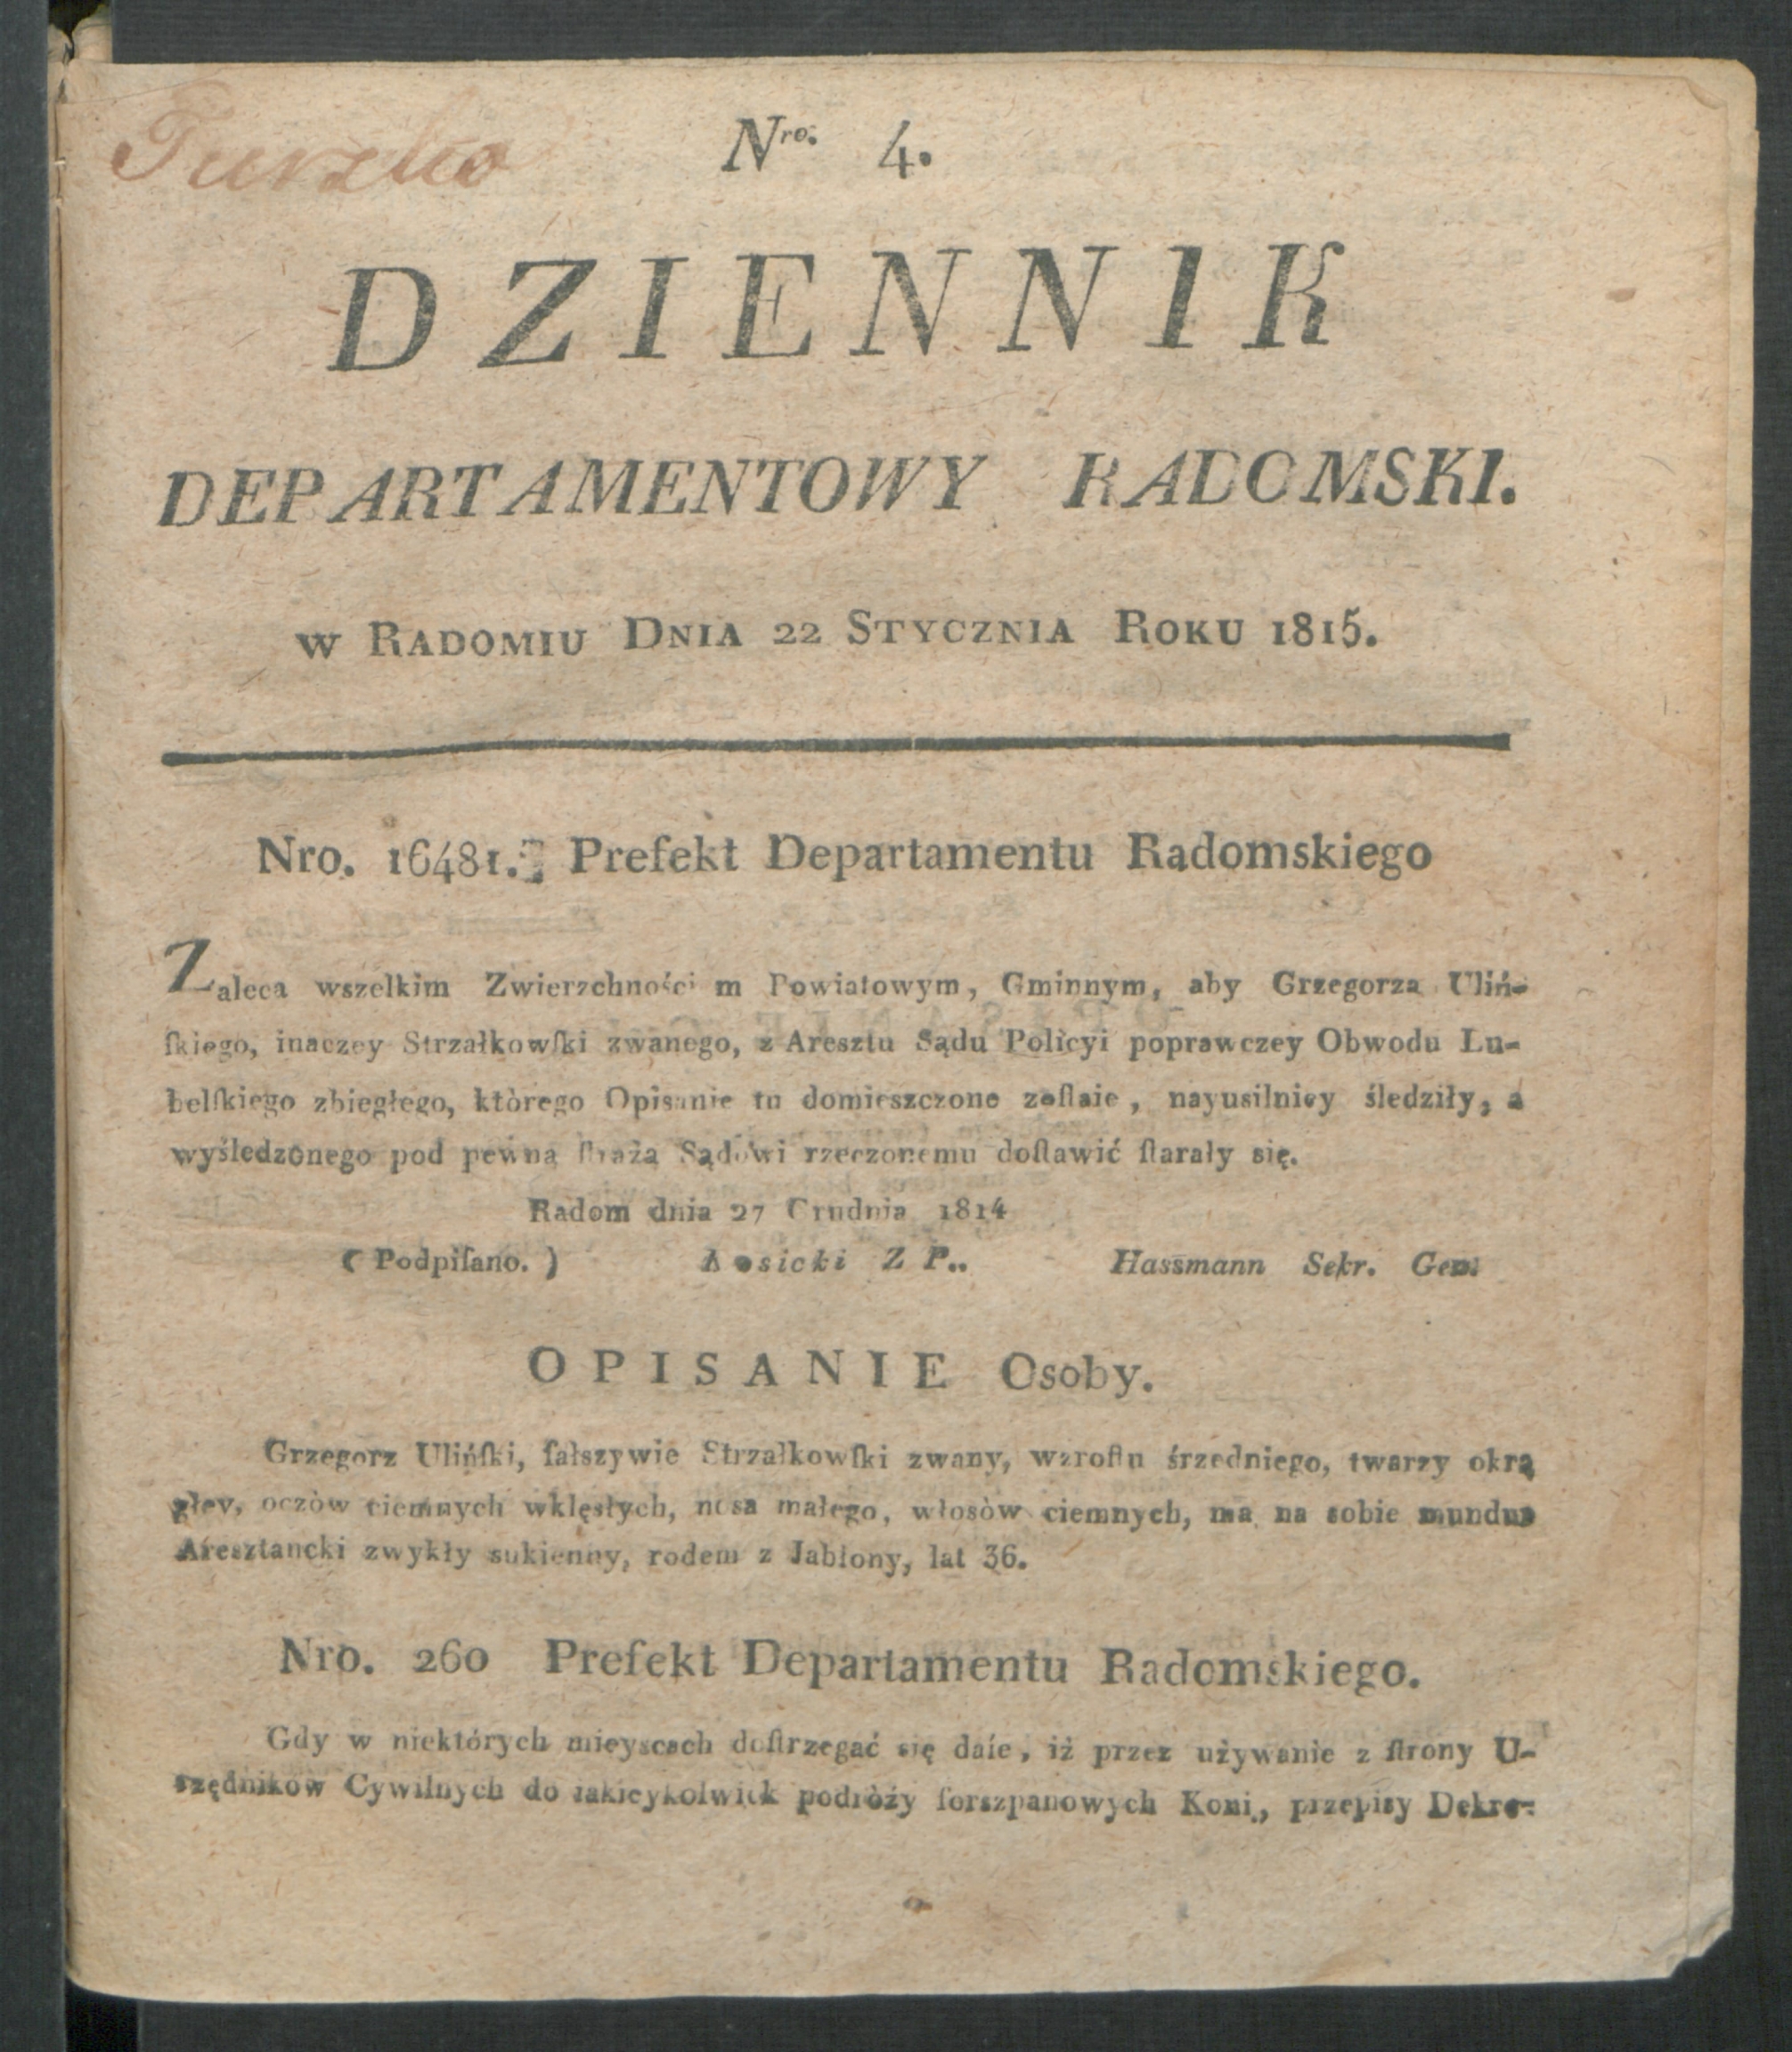 Nro. 4.
DZIENNIK
DEPARTAMENTOWY RADOMSKI.
w Radomiu Dnia 22 Stycznia Roku 1815.
Nro. 16481. Prefekt Departamentu Radomskiego
Zaleca wszelkim Zwierzchności m Powiatowym, Gminnym, aby Grzegorza Uliń-
ſkiego, inaczey Strzałkowſki zwanego, z Aresztu Sądu Policyi poprawczey Obwodu Lu-
belſkiego zbiegłego, którego Opisanie tu domieszczone zoſtaie, nayusilniey śledziły, a
wyśledzonego pod pewną ſtrażą Sądowi rzeczonemu doſtawić ſtarały się.
Radom dnia 27 Grudnia 1814
(Podpiſano.) Łosicki Z P.. Hassmann Sekr. Gen.
OPISANIE Osoby.
Grzegorz Ulińſki, fałszywie Strzałkowſki zwany, wzroſtu śrzedniego, twarzy okrą
głey, oczów ciemnych wklęsłych, nosa małego, włosów ciemnych, ma na sobie mundur
Aresztancki zwykły sukienny, rodem z Jabłony, lat 36.
Nro. 260 Prefekt Departamentu Radomskiego.
Gdy w niektórych mieyscach doſtrzegać się daie, iż przez używanie z ſtrony U-
rzędników Cywilnych do iakieykolwiek podróży forszpanowych Koni, przepisy Dekre-